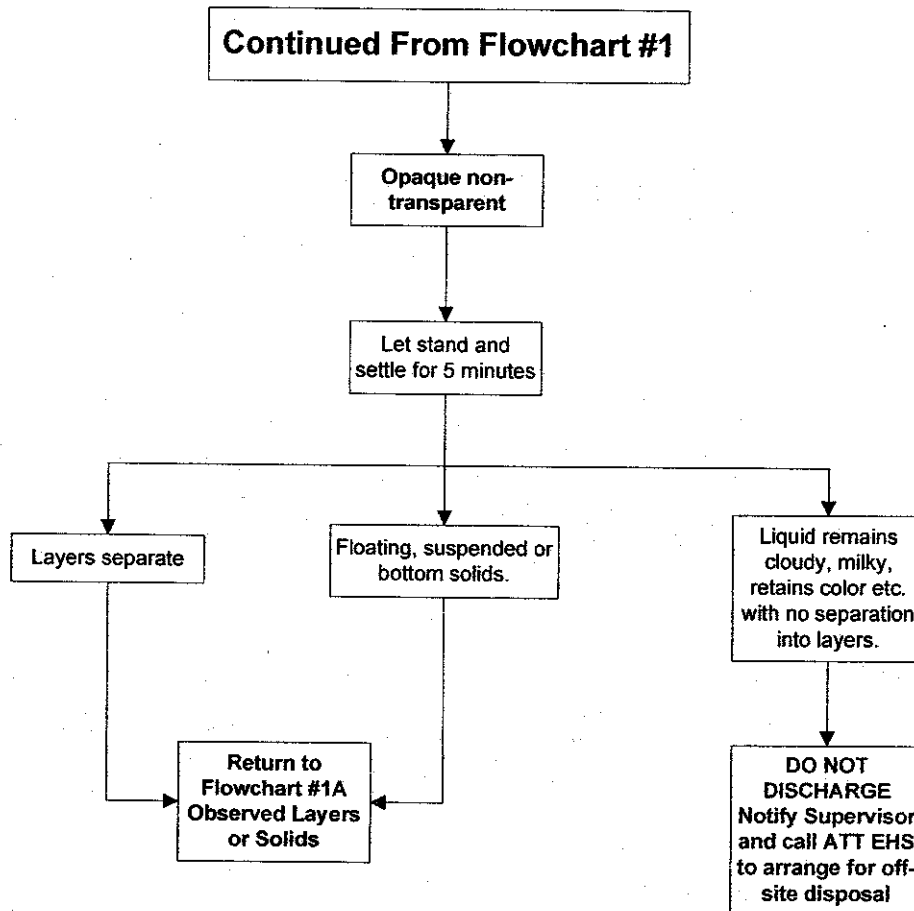 Continued From Flowchart #1
Opaque non-
transparent
Let stand and
settle for 5 minutes
Layers separate
Floating, suspended or
bottom solids.
Liquid remains
cloudy, milky,
retains color etc.
with no separation
into layers.
Return to
Flowchart #1A
Observed Layers
or Solids
DO NOT
DISCHARGE
Notify Supervisor
and call ATT EHS
to arrange for off-
site disposal